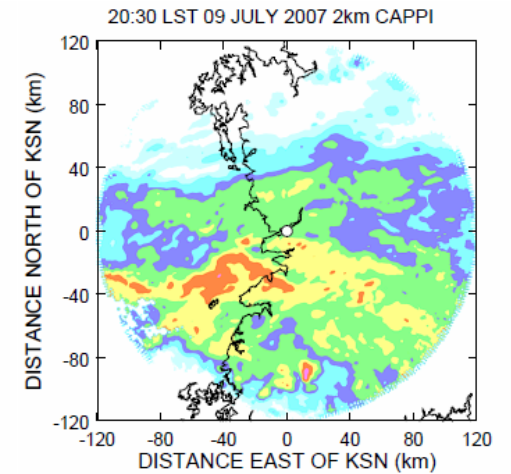 20:30 LST 09 JULY 2007 2km CAPPI
DISTANCE NORTH OF KSN (km)
120
80
40
0
-40
-80
-120
-120 -80 -40 0 40 80 120
DISTANCE EAST OF KSN (km)